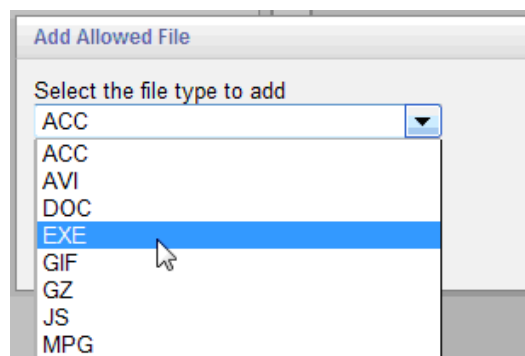 Add Allowed File
Select the file type to add
ACC
ACC
AVI
DOC
EXE
GIF
GZ
JS
MPG